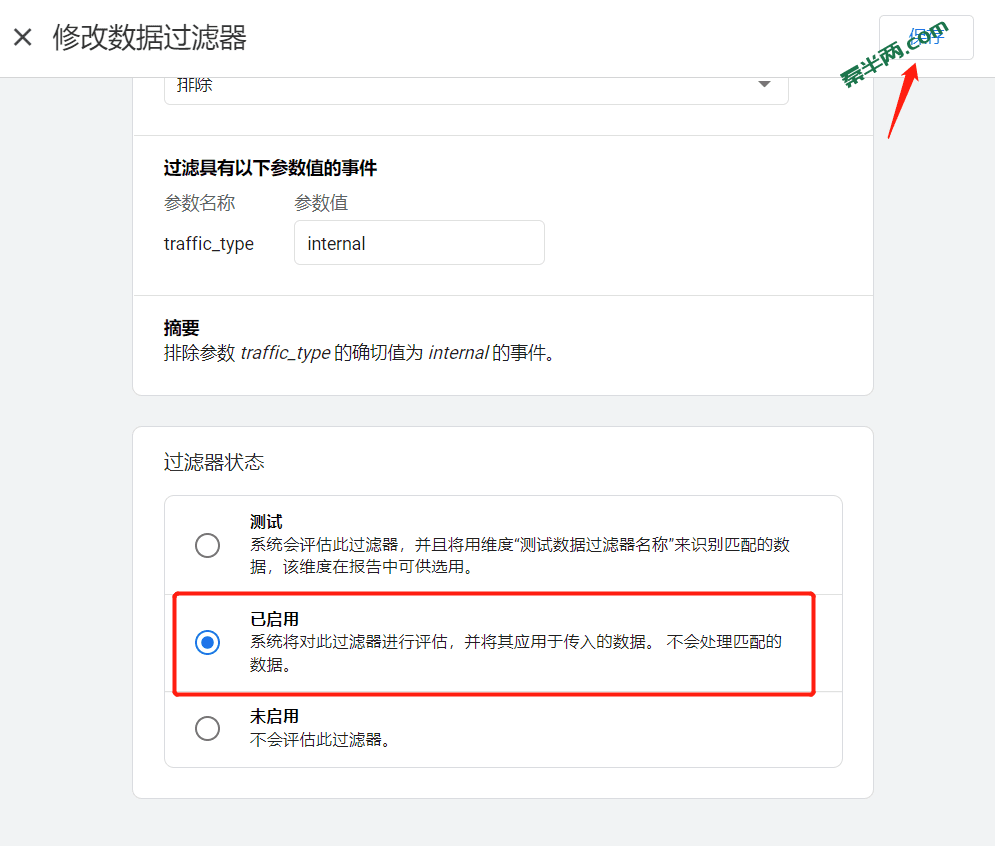 修改数据过滤器
保存
秦半两.com
排除
过滤具有以下参数值的事件
参数名称 参数值
traffic_type internal
摘要
排除参数 traffic_type 的确切值为 internal 的事件。
过滤器状态
测试
系统会评估此过滤器，并且将用维度“测试数据过滤器名称”来识别匹配的数
据，该维度在报告中可供选用。
已启用
系统将对此过滤器进行评估，并将其应用于传入的数据。 不会处理匹配的
数据。
未启用
不会评估此过滤器。